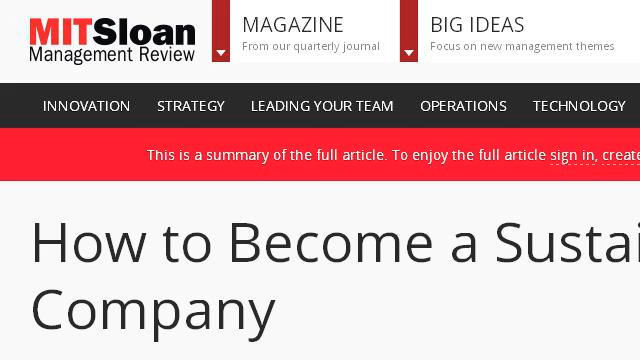 MITSloan
Management Review
MAGAZINE
From our quarterly journal
BIG IDEAS
Focus on new management themes
INNOVATION STRATEGY LEADING YOUR TEAM OPERATIONS TECHNOLOGY
This is a summary of the full article. To enjoy the full article sign in, create
How to Become a Sustai
Company